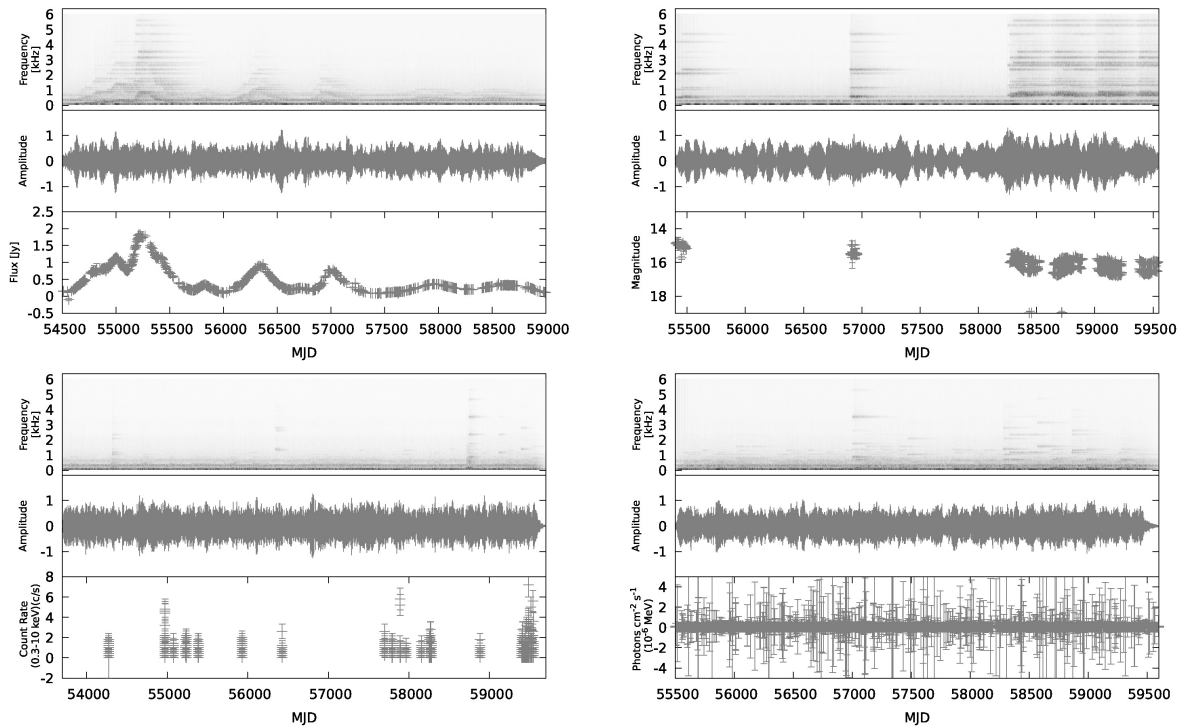 6
5
4
3
2
1
0
Frequency
[kHz]
1
0
-1
Amplitude
2.5
2
1.5
1
0.5
0
-0.5
Flux [Jy]
54500 55000 55500 56000 56500 57000 57500 58000 58500 59000
MJD
6
5
4
3
2
1
0
Frequency
[kHz]
1
0
-1
Amplitude
14
16
18
Magnitude
55500 56000 56500 57000 57500 58000 58500 59000 59500
MJD
6
5
4
3
2
1
0
Frequency
[kHz]
1
0
-1
Amplitude
8
6
4
2
0
-2
Count Rate
(0.3-10 keV)(c/s)
54000 55000 56000 57000 58000 59000
MJD
6
5
4
3
2
1
0
Frequency
[kHz]
1
0
-1
Amplitude
4
2
0
-2
-4
Photons cm⁻² s⁻¹
(10⁻⁶ MeV)
55500 56000 56500 57000 57500 58000 58500 59000 59500
MJD